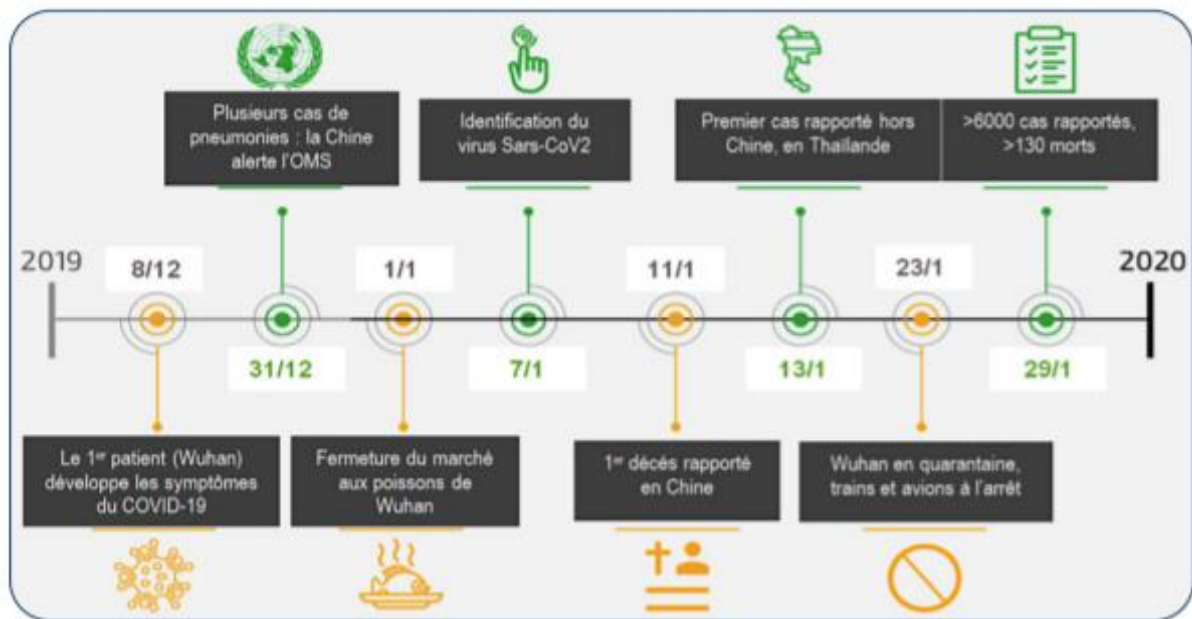 Plusieurs cas de
pneumonies : la Chine
alerte l'OMS
Identification du
virus Sars-CoV2
Premier cas rapporté hors
Chine, en Thaïlande
>6000 cas rapportés,
>130 morts
2019
8/12
1/1
11/1
23/1
2020
31/12
7/1
13/1
29/1
Le 1er patient (Wuhan)
développe les symptômes
du COVID-19
Fermeture du marché
aux poissons de
Wuhan
1er décès rapporté
en Chine
Wuhan en quarantaine,
trains et avions à l'arrêt